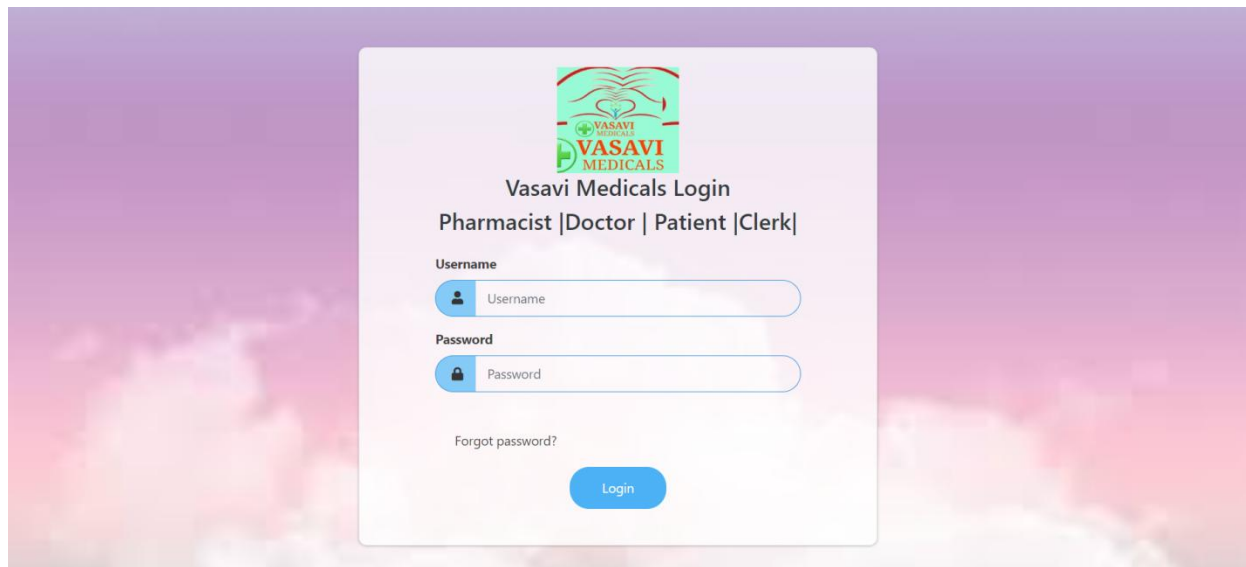 VASAVI
MEDICALS
VASAVI
MEDICALS
Vasavi Medicals Login
Pharmacist |Doctor | Patient |Clerk|
Username
Username
Password
Password
Forgot password?
Login